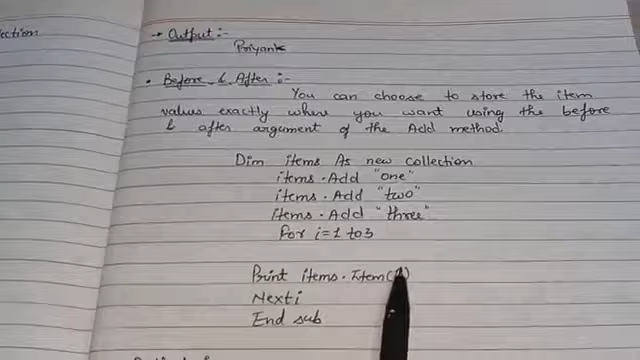 ection
→ Output :-
Priyank
• Before & After :-
You can choose to store the item
values exactly where you want using the before
& after argument of the Add method.
Dim items As new collection
items.Add "one"
items.Add "two"
items.Add "three"
For i=1 to 3
Print items.Item(
Next i
End sub